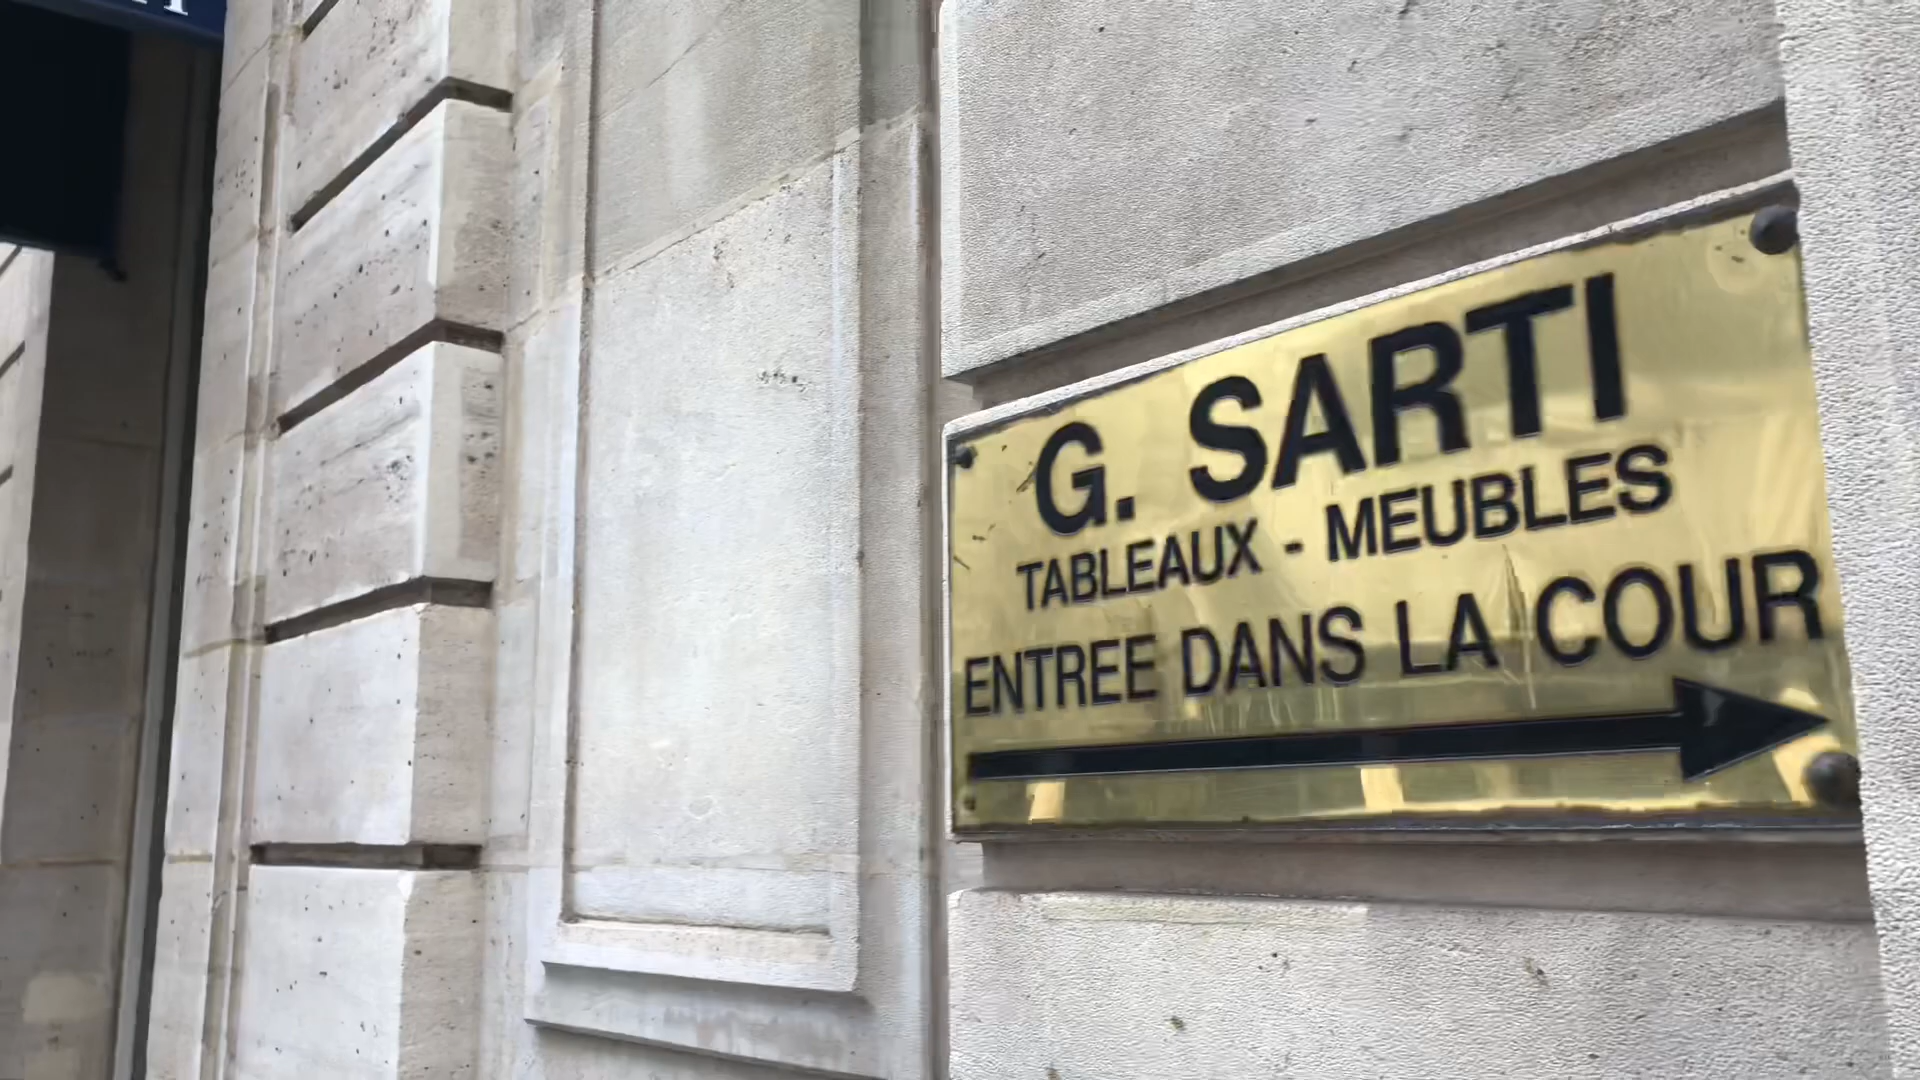 G. SARTI
TABLEAUX - MEUBLES
ENTREE DANS LA COUR